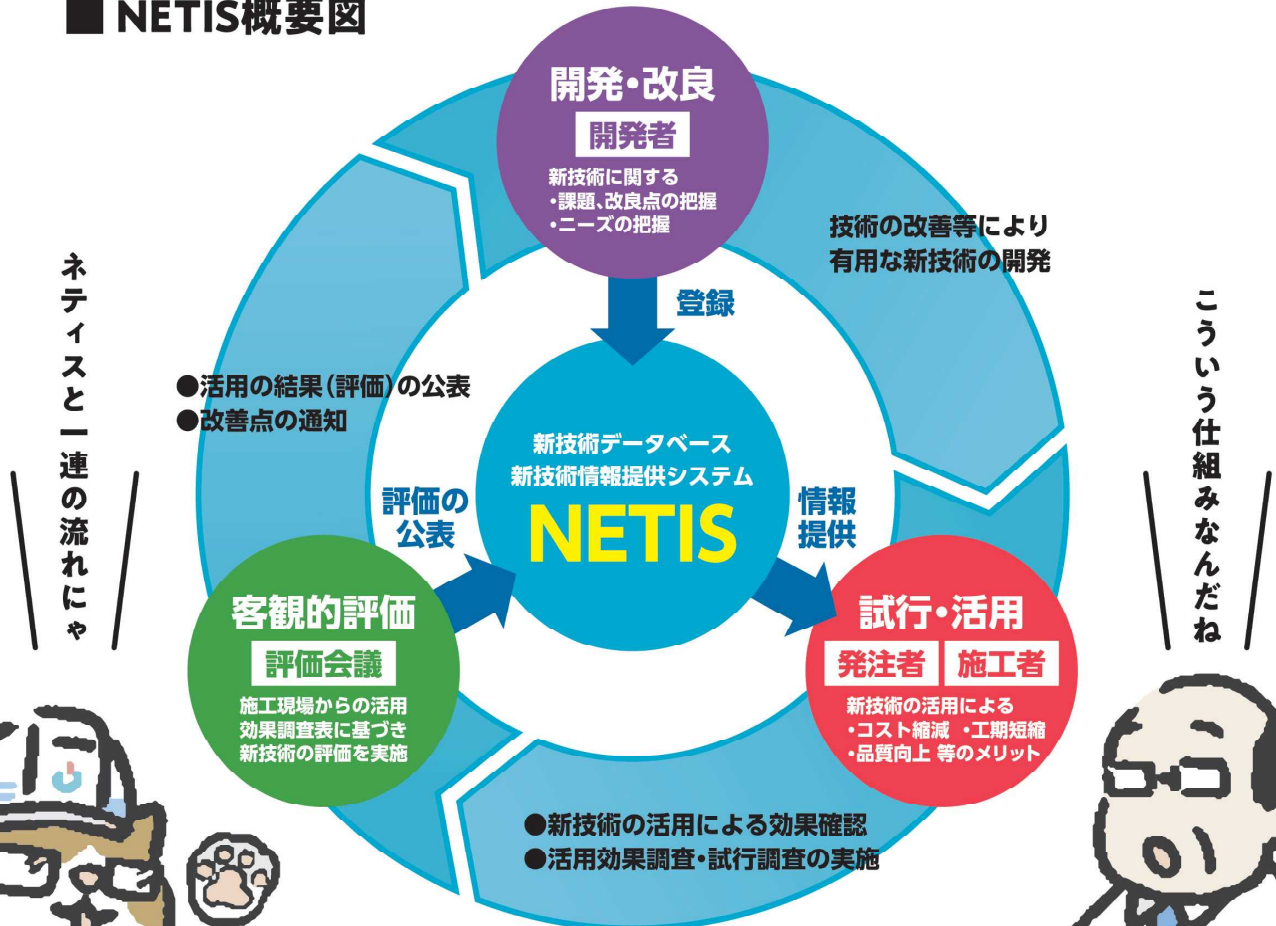 ■ NETIS概要図
開発・改良
開発者
新技術に関する
・課題、改良点の把握
・ニーズの把握
登録
技術の改善等により
有用な新技術の開発
ネティスと一連の流れにゃ
こういう仕組みなんだね
●活用の結果(評価)の公表
●改善点の通知
新技術データベース
新技術情報提供システム
NETIS
評価の
公表
情報
提供
客観的評価
評価会議
施工現場からの活用
効果調査表に基づき
新技術の評価を実施
試行・活用
発注者 施工者
新技術の活用による
・コスト縮減 ・工期短縮
・品質向上 等のメリット
●新技術の活用による効果確認
●活用効果調査・試行調査の実施